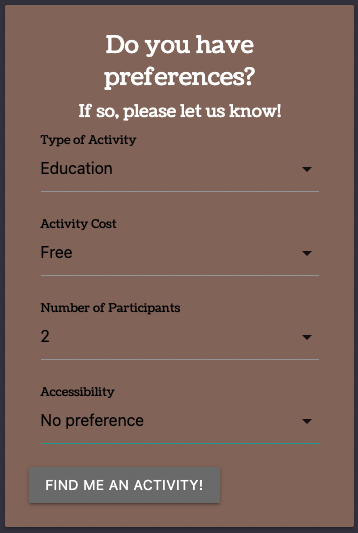 Do you have
preferences?
If so, please let us know!
Type of Activity
Education
Activity Cost
Free
Number of Participants
2
Accessibility
No preference
FIND ME AN ACTIVITY!